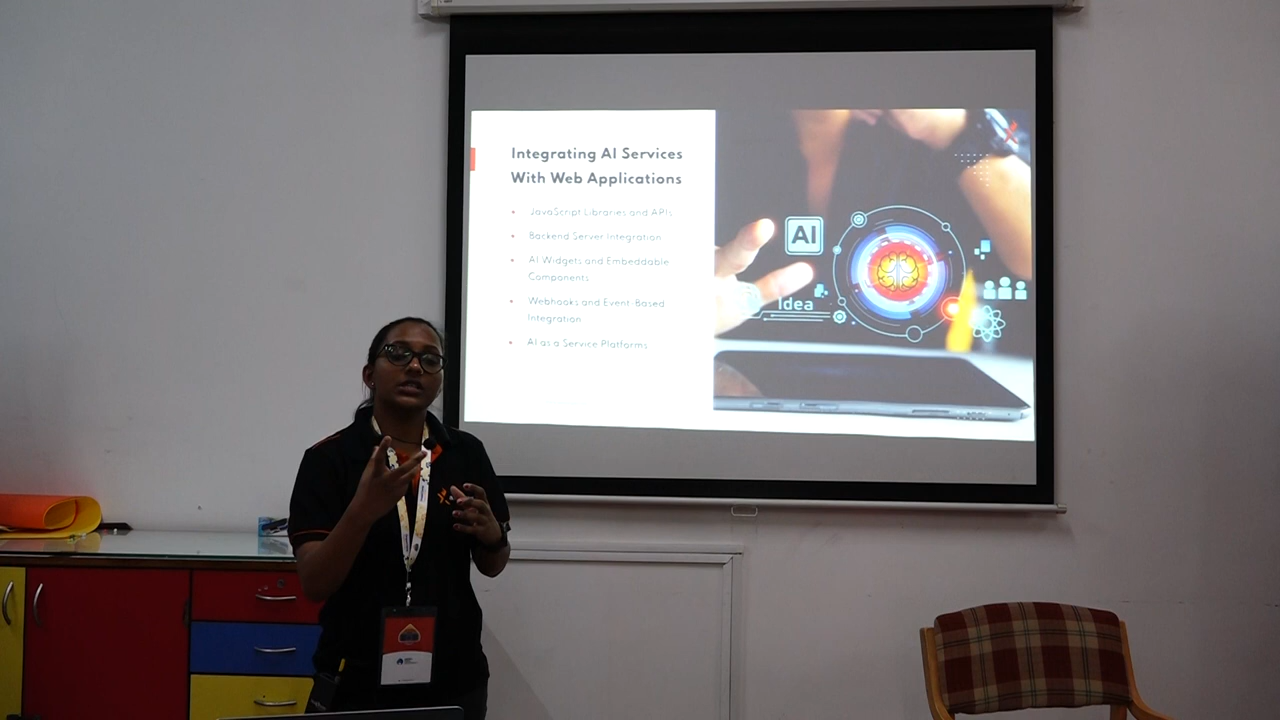 Integrating AI Services
With Web Applications
JavaScript Libraries and APIs
Backend Server Integration
AI Widgets and Embeddable
Components
Webhooks and Event-Based
Integration
AI as a Service Platforms
AI
Idea